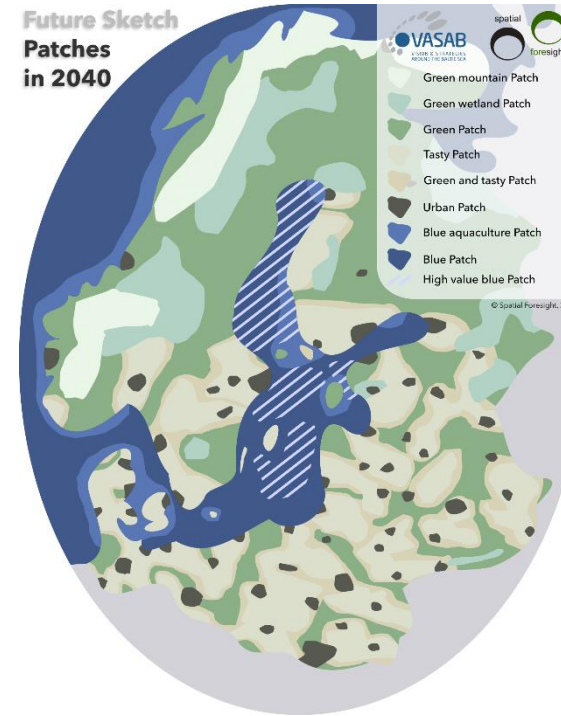 Future Sketch
Patches
in 2040
VASAB
VISION & STRATEGIES
AROUND THE BALTIC SEA
spatial
foresight
Green mountain Patch
Green wetland Patch
Green Patch
Tasty Patch
Green and tasty Patch
Urban Patch
Blue aquaculture Patch
Blue Patch
High value blue Patch
© Spatial Foresight,